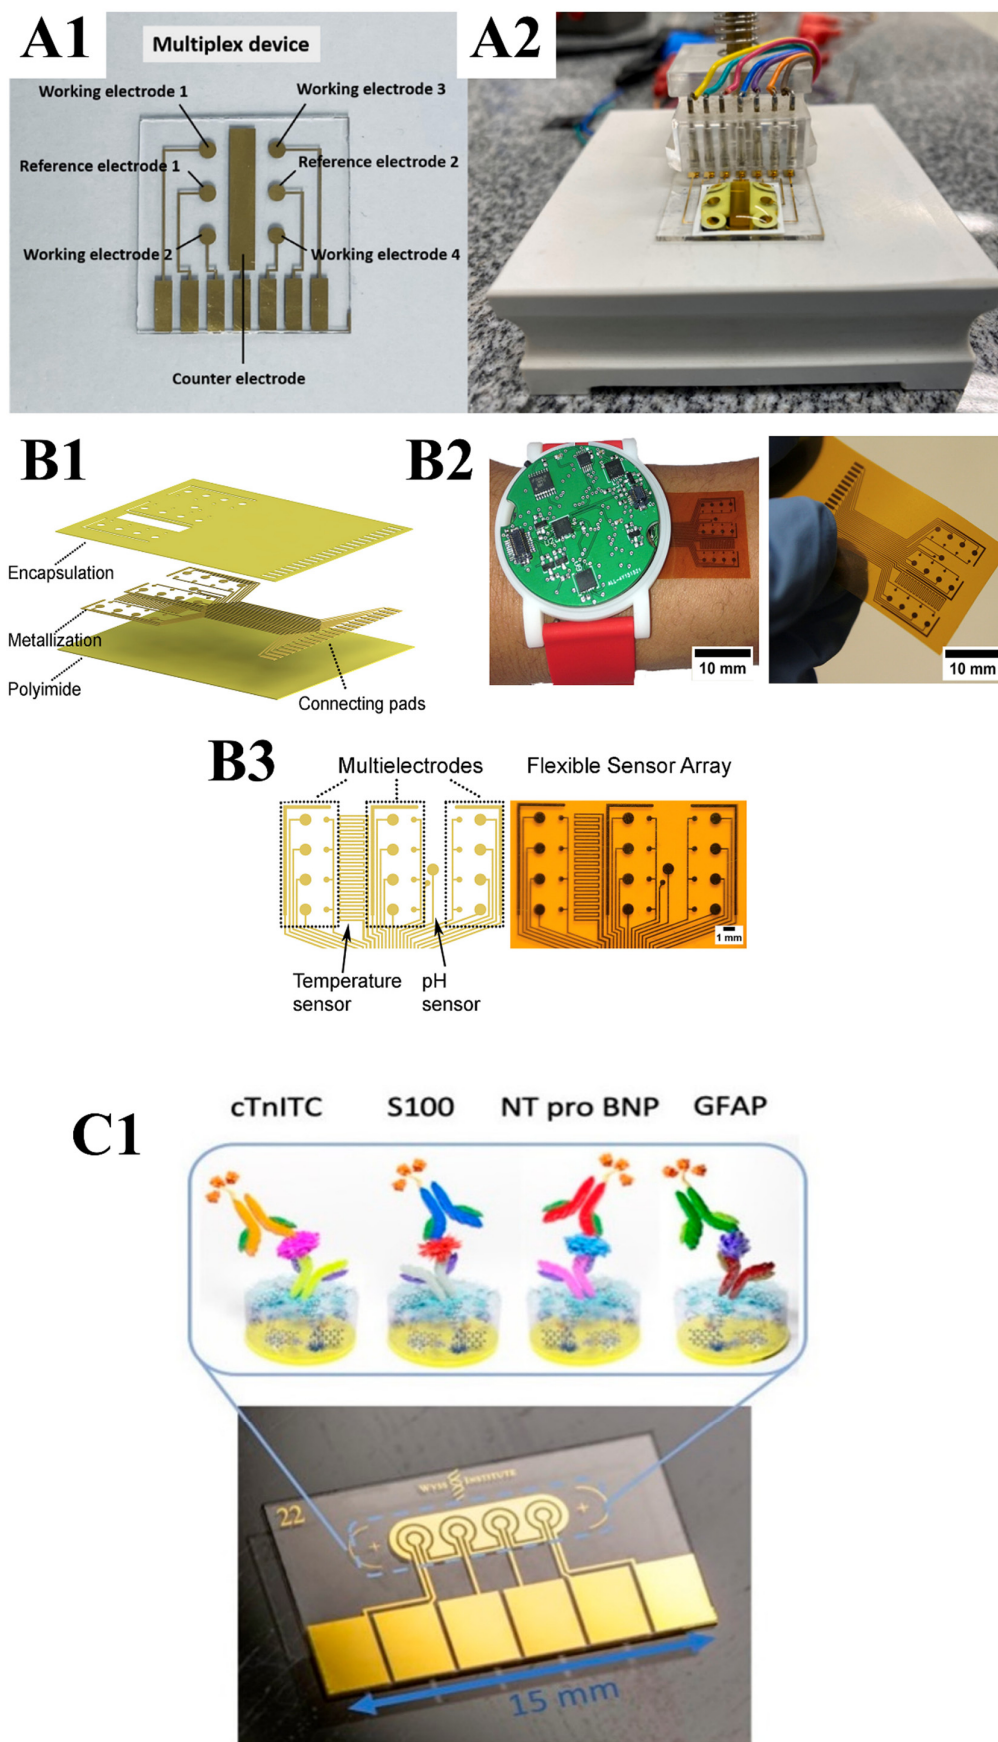 A1
Multiplex device
Working electrode 1
Working electrode 3
Reference electrode 1
Reference electrode 2
Working electrode 2
Working electrode 4
Counter electrode
A2
B1
Encapsulation
Metallization
Polyimide
Connecting pads
B2
10 mm
10 mm
B3
Multielectrodes
Flexible Sensor Array
1 mm
Temperature
sensor
pH
sensor
C1
cTnITC
S100
NT pro BNP
GFAP
22
WYSS INSTITUTE
15 mm